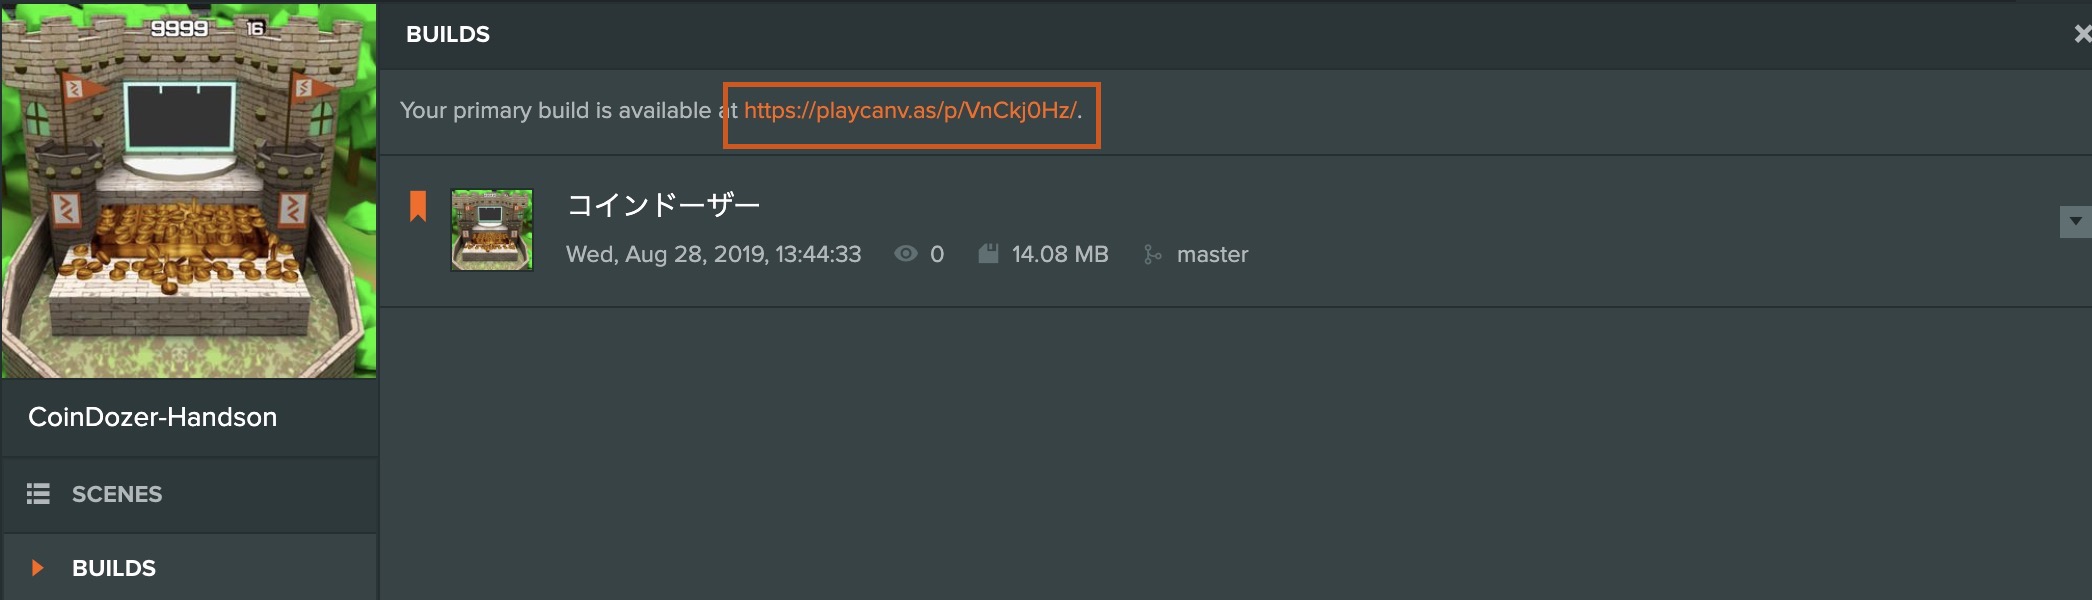 9999 16
BUILDS
Your primary build is available at https://playcanv.as/p/VnCkj0Hz/.
コインドーザー
Wed, Aug 28, 2019, 13:44:33 0 14.08 MB master
CoinDozer-Handson
SCENES
BUILDS